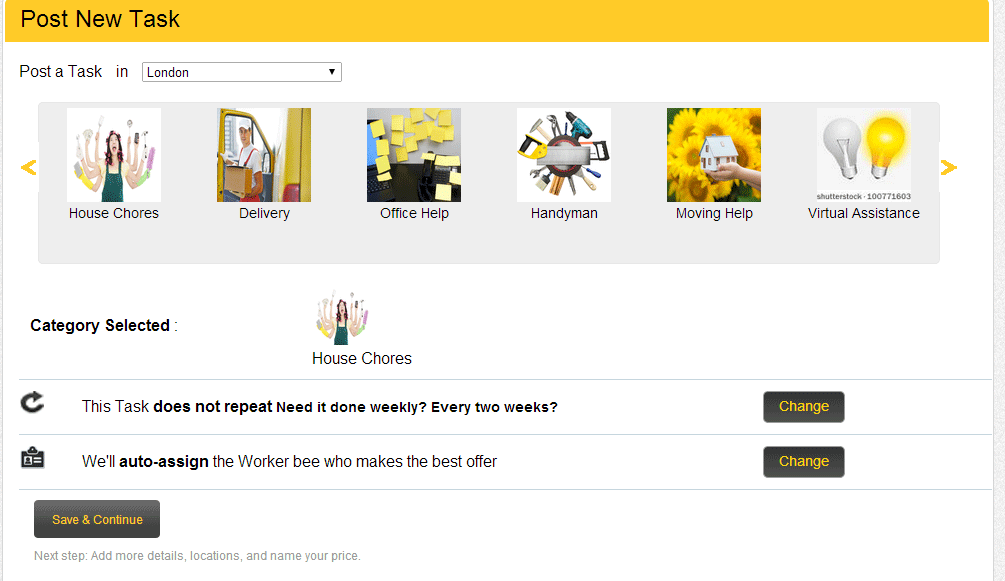 Post New Task
Post a Task in London
House Chores Delivery Office Help Handyman Moving Help Virtual Assistance
shutterstock · 100771603
Category Selected :
House Chores
This Task does not repeat Need it done weekly? Every two weeks? Change
We'll auto-assign the Worker bee who makes the best offer Change
Save & Continue
Next step: Add more details, locations, and name your price.